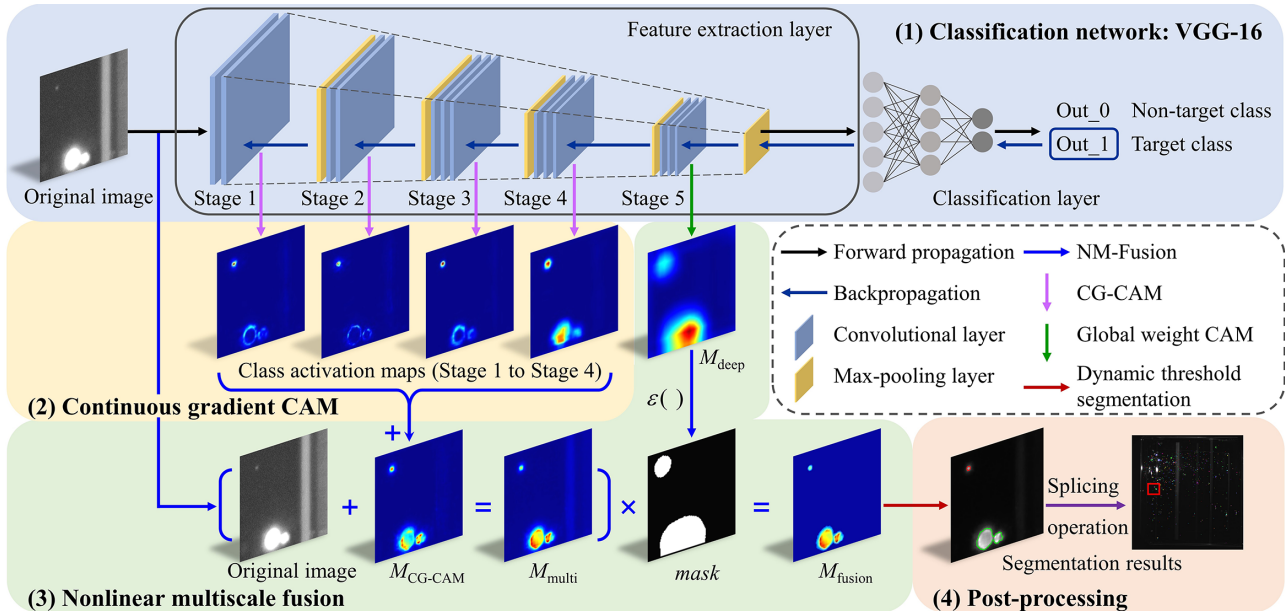 Feature extraction layer
(1) Classification network: VGG-16
Original image
Stage 1
Stage 2
Stage 3
Stage 4
Stage 5
Out_0 Non-target class
Out_1 Target class
Classification layer
Forward propagation
NM-Fusion
Backpropagation
CG-CAM
Convolutional layer
Global weight CAM
Max-pooling layer
Dynamic threshold
segmentation
Class activation maps (Stage 1 to Stage 4)
M_deep
(2) Continuous gradient CAM
ε( )
+
+
=
×
=
Original image
M_CG-CAM
M_multi
mask
M_fusion
(3) Nonlinear multiscale fusion
Splicing
operation
Segmentation results
(4) Post-processing